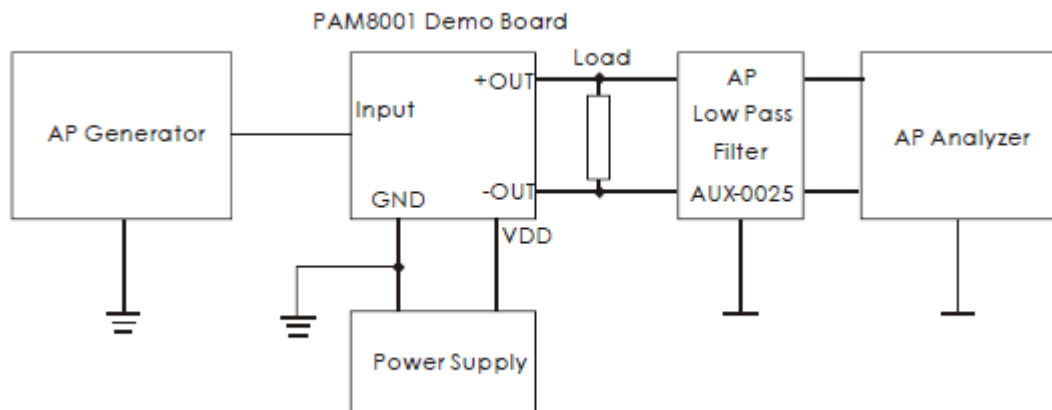 PAM8001 Demo Board
AP Generator
Input
+OUT
-OUT
GND
VDD
Load
AP
Low Pass
Filter
AUX-0025
AP Analyzer
Power Supply